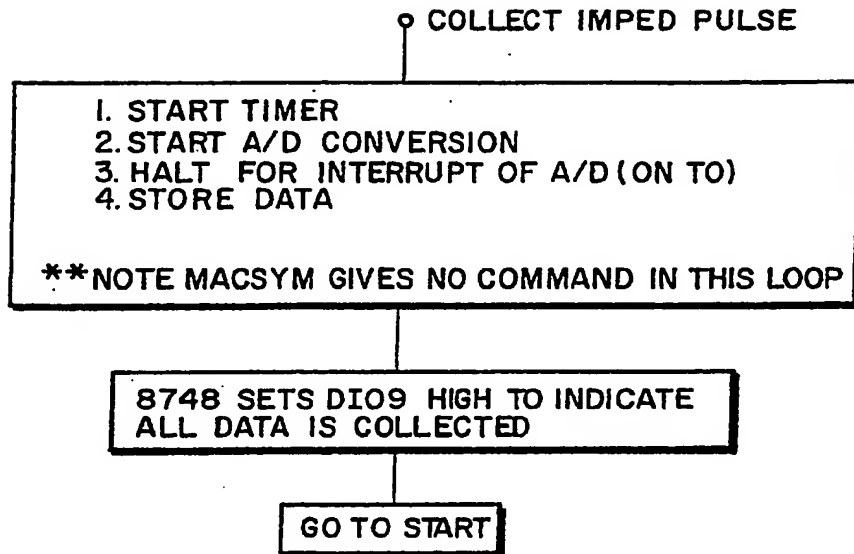 COLLECT IMPED PULSE
1. START TIMER
2. START A/D CONVERSION
3. HALT FOR INTERRUPT OF A/D (ON TO)
4. STORE DATA
**NOTE MACSYM GIVES NO COMMAND IN THIS LOOP
8748 SETS DIO9 HIGH TO INDICATE
ALL DATA IS COLLECTED
GO TO START